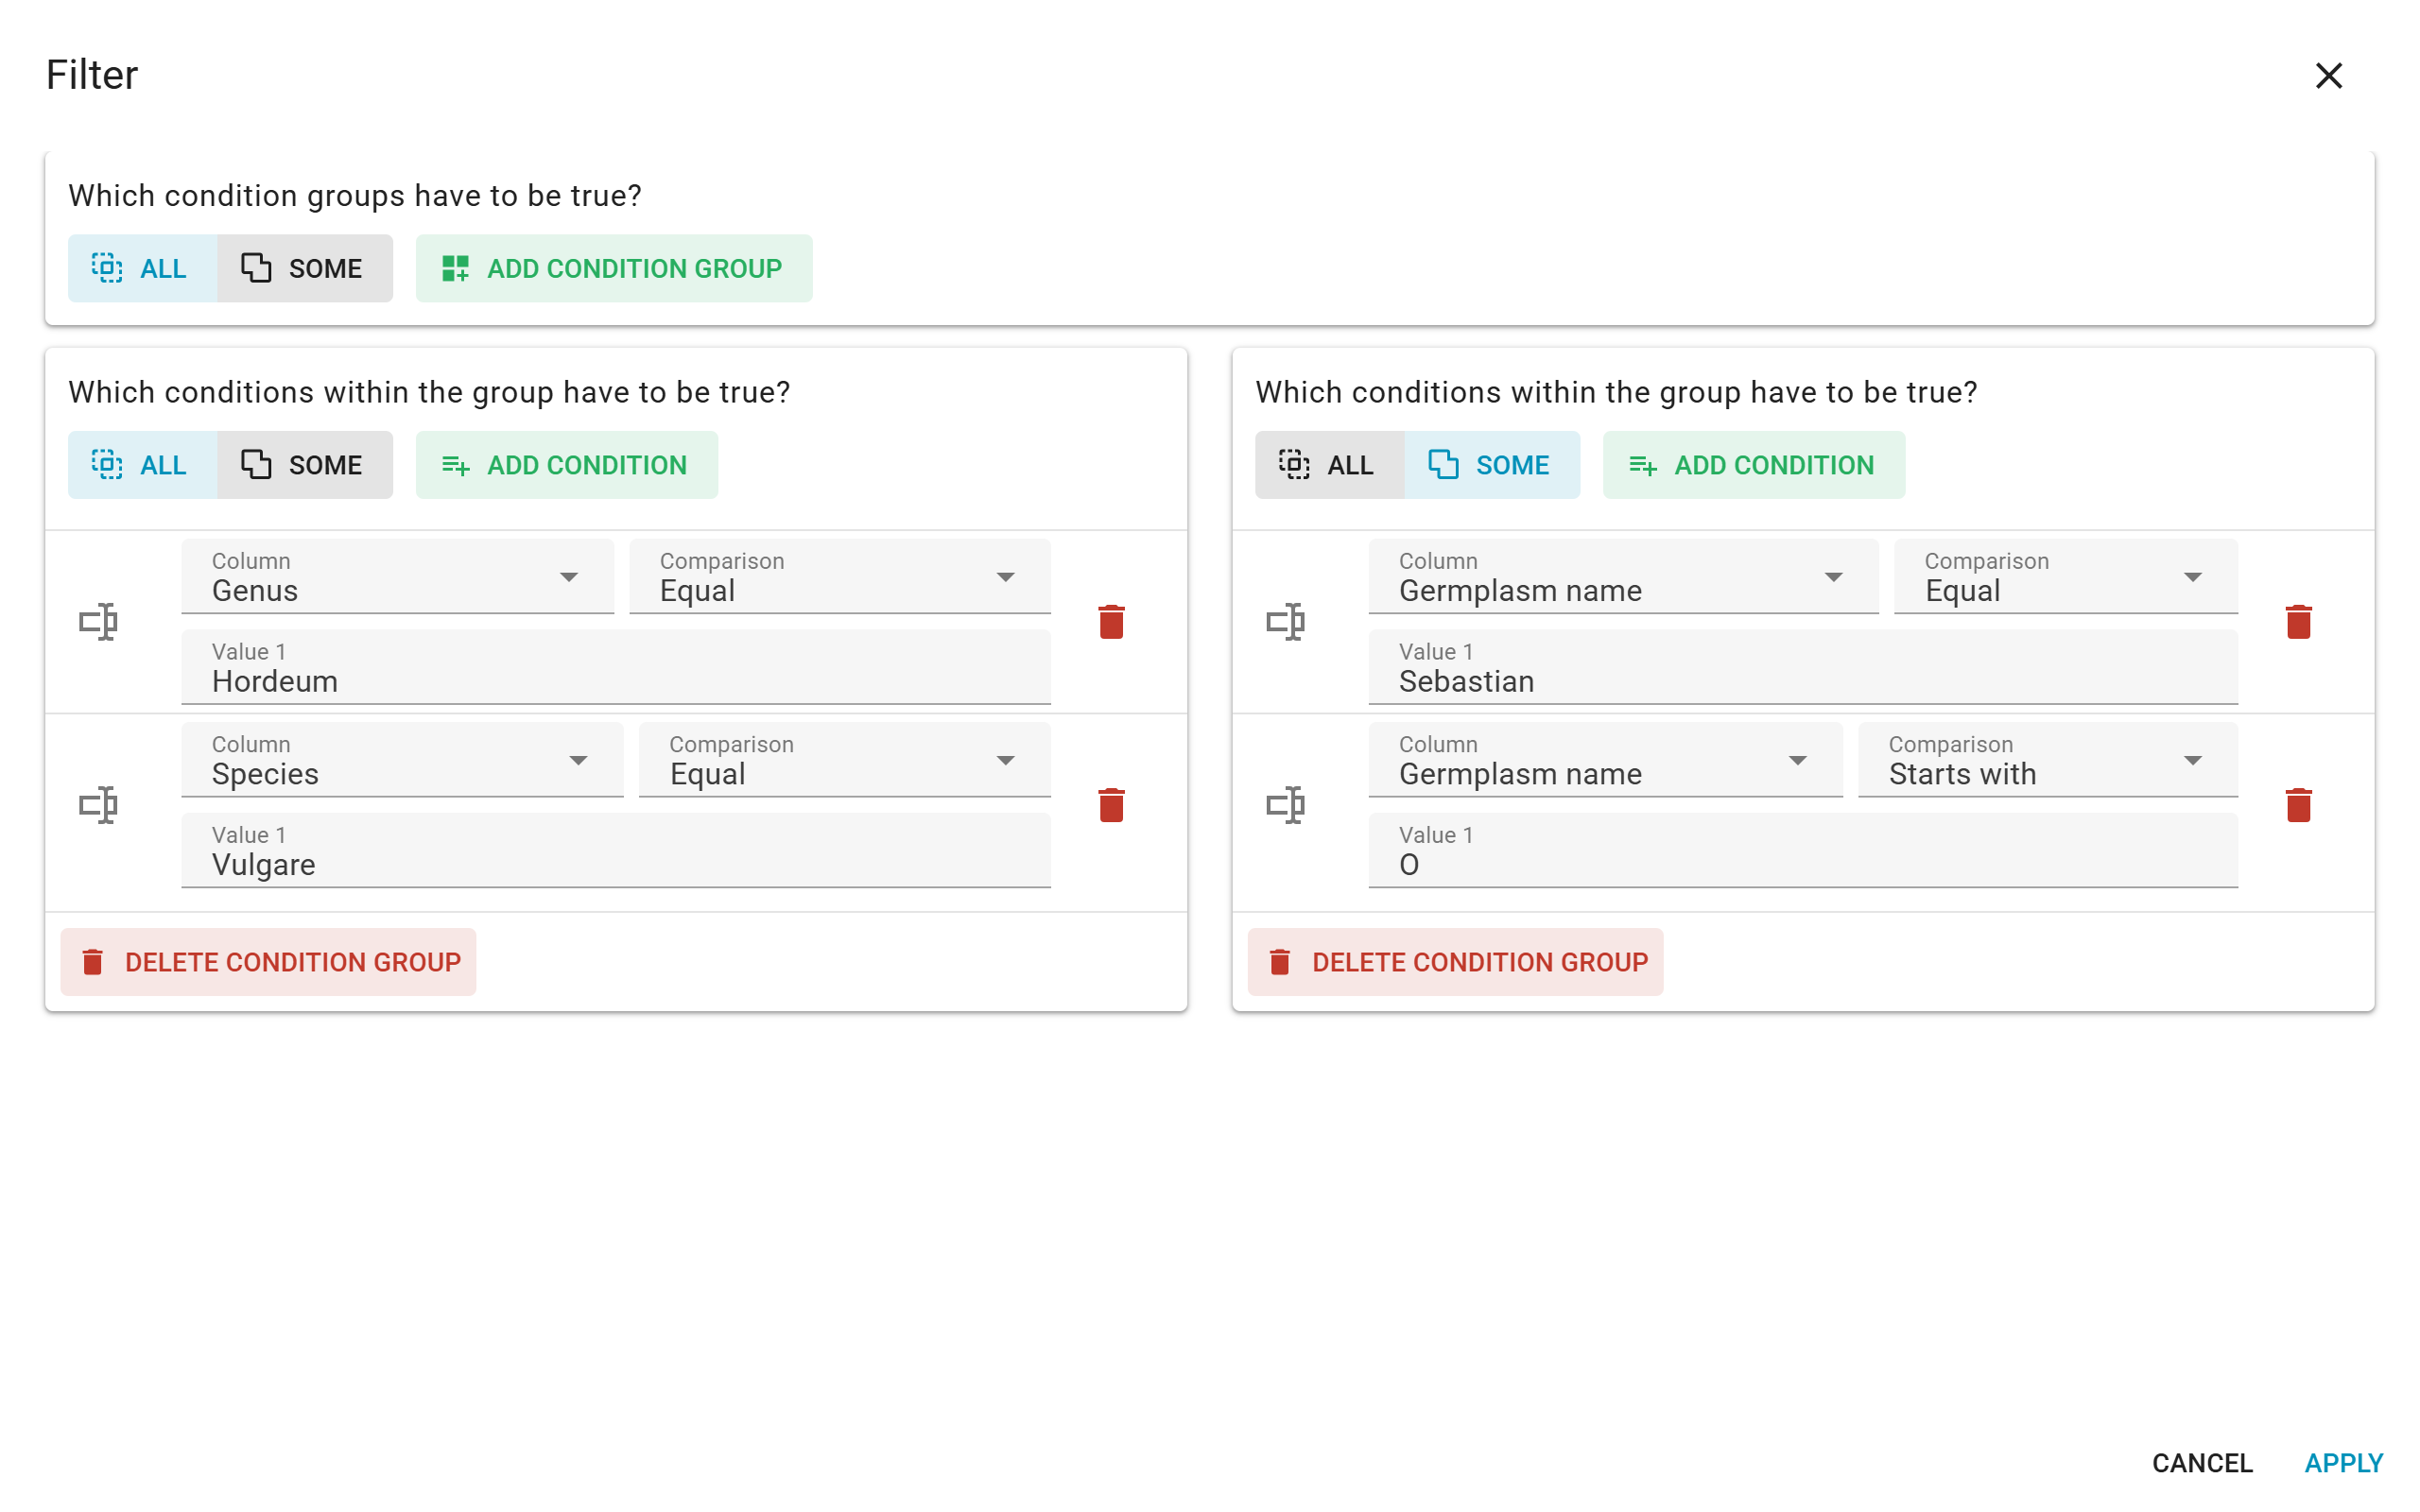 Filter
Which condition groups have to be true?
ALL SOME ADD CONDITION GROUP
Which conditions within the group have to be true?
ALL SOME ADD CONDITION
Column Comparison
Genus Equal
Value 1
Hordeum
Column Comparison
Species Equal
Value 1
Vulgare
DELETE CONDITION GROUP
Which conditions within the group have to be true?
ALL SOME ADD CONDITION
Column Comparison
Germplasm name Equal
Value 1
Sebastian
Column Comparison
Germplasm name Starts with
Value 1
O
DELETE CONDITION GROUP
CANCEL APPLY